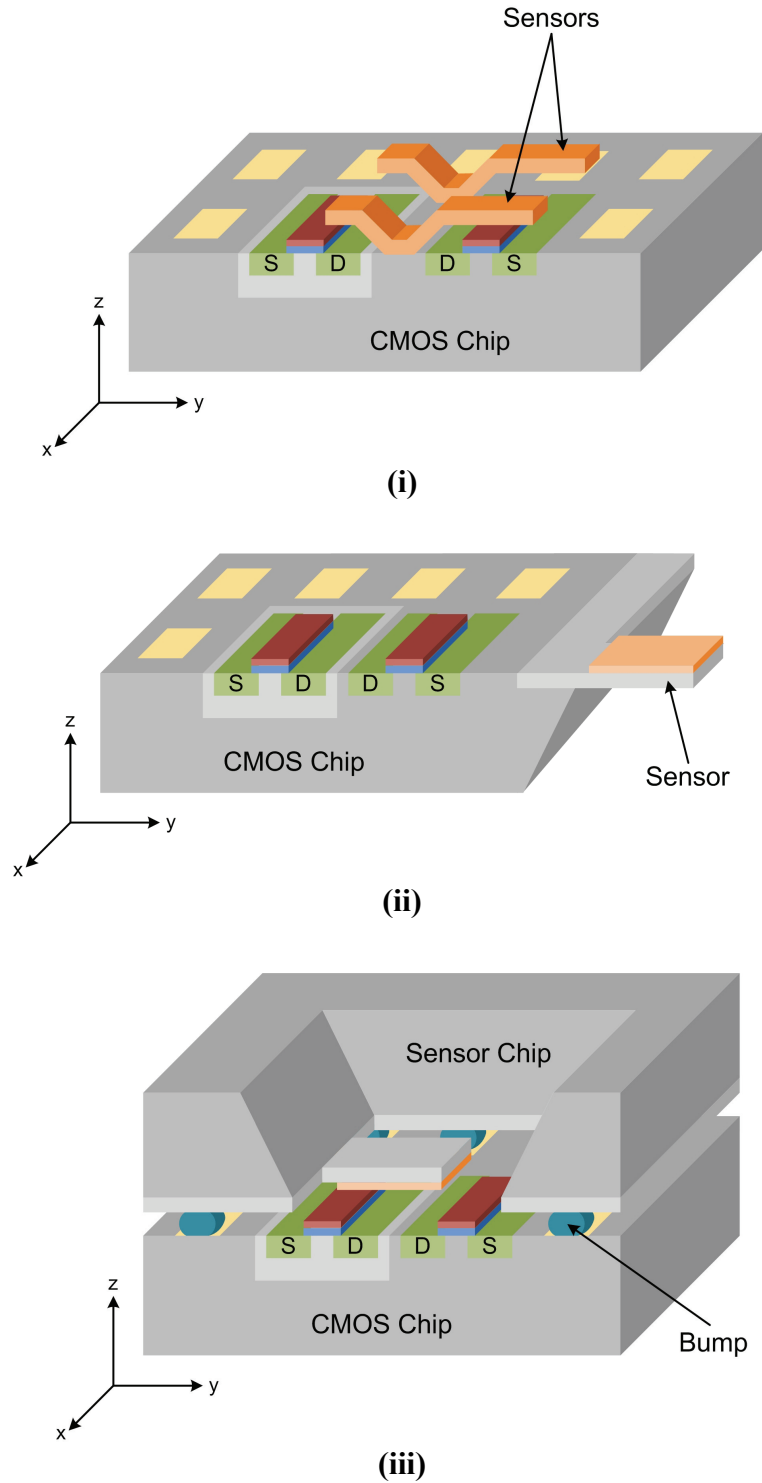 Sensors
S D D S
CMOS Chip
z
y
x
(i)
S D D S
CMOS Chip
Sensor
z
y
x
(ii)
Sensor Chip
S D D S
CMOS Chip
Bump
z
y
x
(iii)